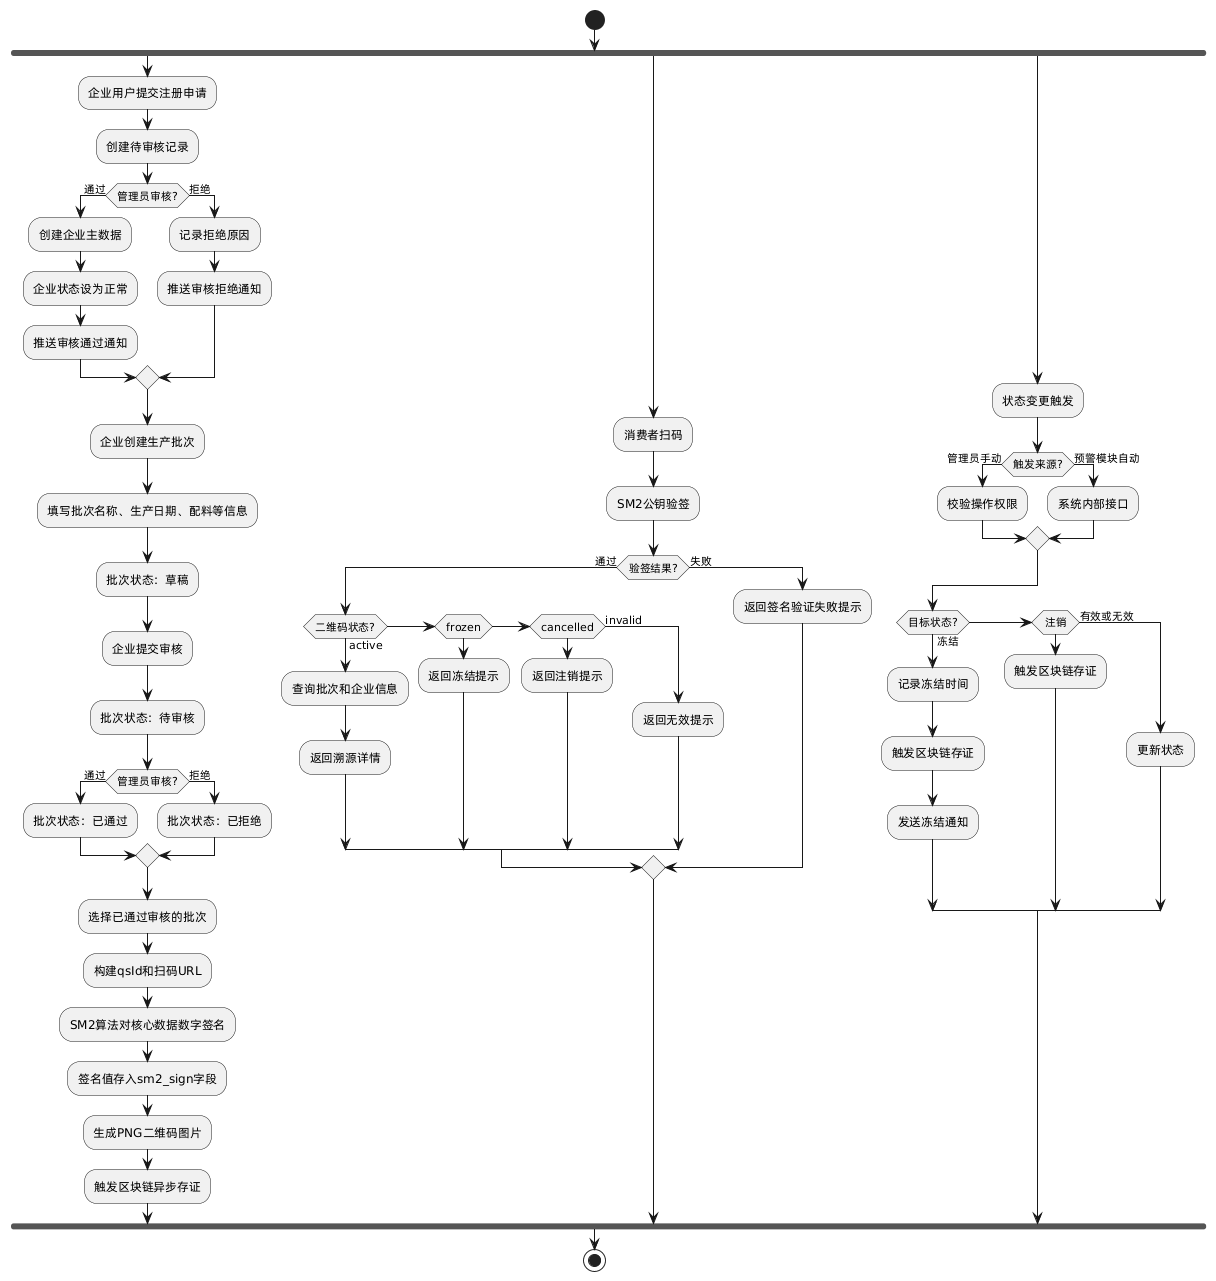 企业用户提交注册申请
创建待审核记录
管理员审核?
通过
拒绝
创建企业主数据
记录拒绝原因
企业状态设为正常
推送审核拒绝通知
推送审核通过通知
企业创建生产批次
填写批次名称、生产日期、配料等信息
批次状态：草稿
企业提交审核
批次状态：待审核
管理员审核?
通过
拒绝
批次状态：已通过
批次状态：已拒绝
选择已通过审核的批次
构建qsId和扫码URL
SM2算法对核心数据数字签名
签名值存入sm2_sign字段
生成PNG二维码图片
触发区块链异步存证
消费者扫码
SM2公钥验签
验签结果?
通过
失败
二维码状态?
active
frozen
cancelled
invalid
返回签名验证失败提示
查询批次和企业信息
返回冻结提示
返回注销提示
返回无效提示
返回溯源详情
状态变更触发
触发来源?
管理员手动
预警模块自动
校验操作权限
系统内部接口
目标状态?
冻结
注销
有效或无效
记录冻结时间
触发区块链存证
触发区块链存证
发送冻结通知
更新状态